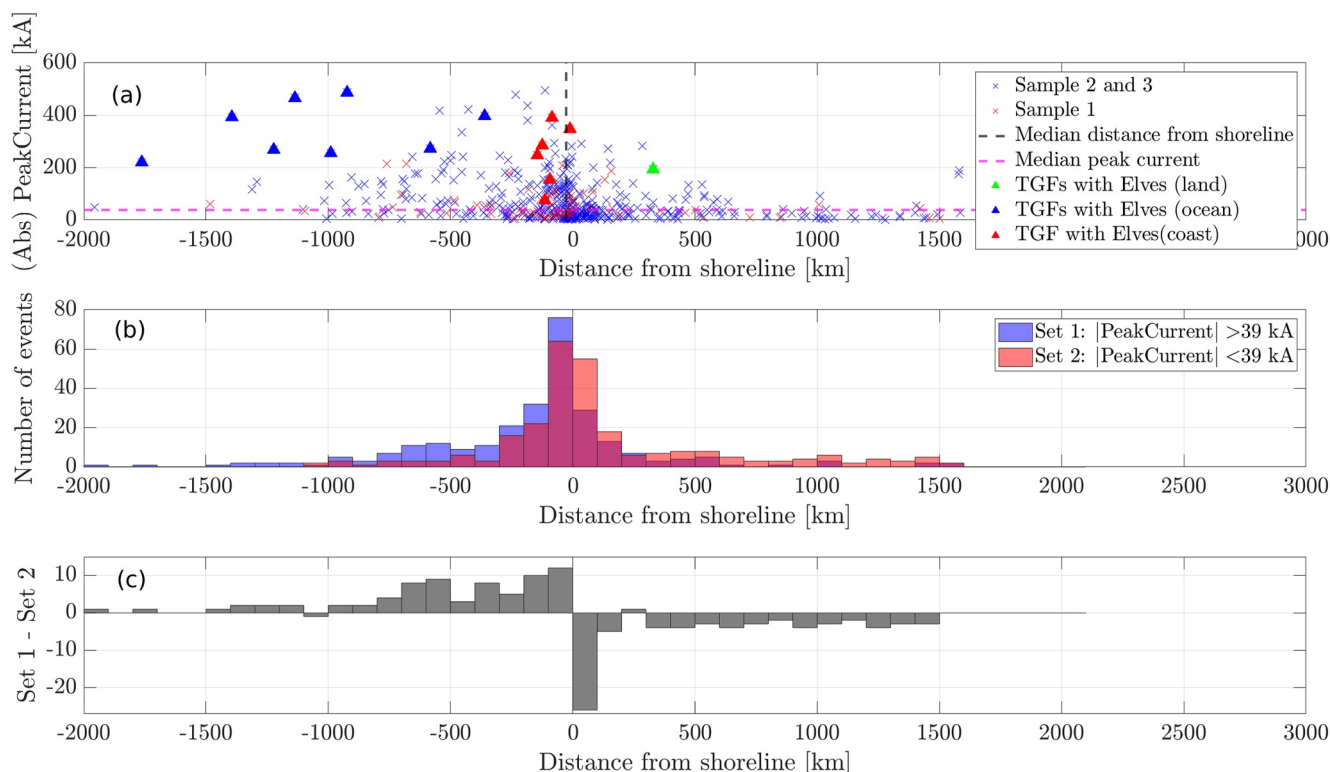 (a)
(Abs) PeakCurrent [kA]
600
400
200
0
-2000 -1500 -1000 -500 0 500 1000 1500 3000
Distance from shoreline [km]
Sample 2 and 3
Sample 1
Median distance from shoreline
Median peak current
TGFs with Elves (land)
TGFs with Elves (ocean)
TGF with Elves(coast)
(b)
Number of events
80
60
40
20
0
-2000 -1500 -1000 -500 0 500 1000 1500 2000 2500 3000
Distance from shoreline [km]
Set 1: |PeakCurrent| >39 kA
Set 2: |PeakCurrent| <39 kA
(c)
Set 1 - Set 2
10
0
-10
-20
-2000 -1500 -1000 -500 0 500 1000 1500 2000 2500 3000
Distance from shoreline [km]